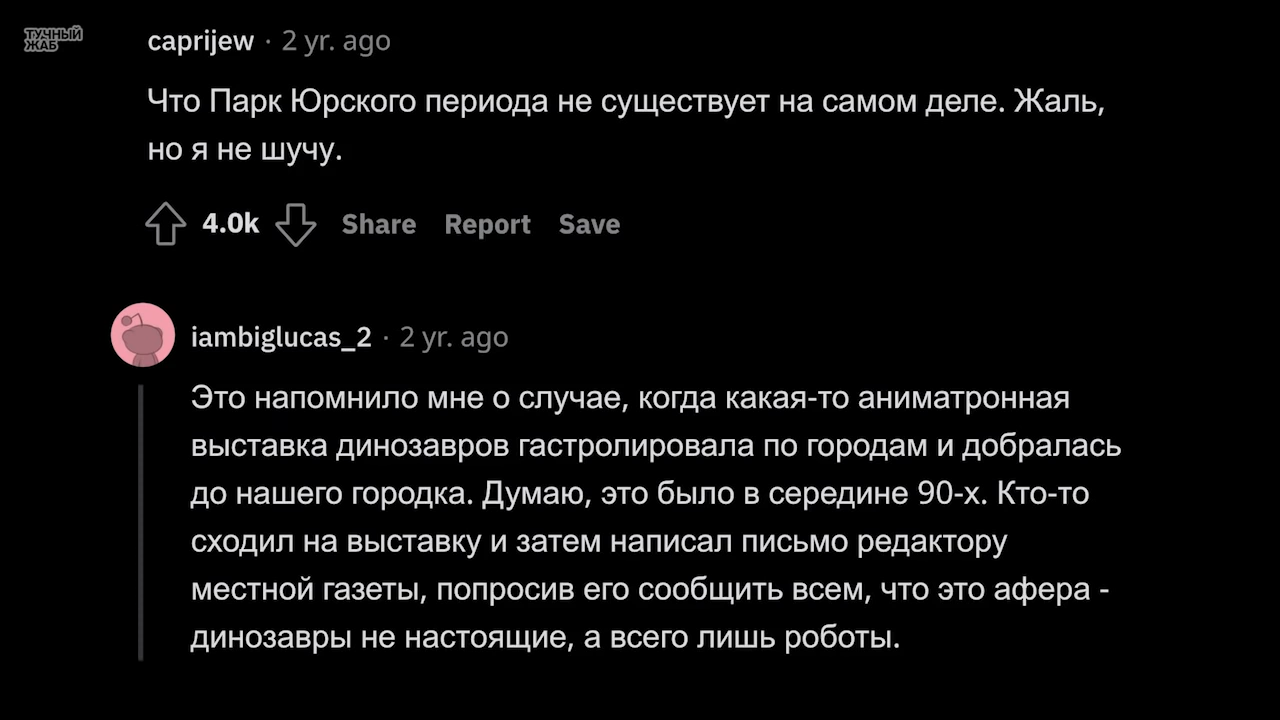 ТУЧНЫЙ
ЖАБ
caprijew · 2 yr. ago
Что Парк Юрского периода не существует на самом деле. Жаль,
но я не шучу.
4.0k Share Report Save
iambiglucas_2 · 2 yr. ago
Это напомнило мне о случае, когда какая-то аниматронная
выставка динозавров гастролировала по городам и добралась
до нашего городка. Думаю, это было в середине 90-х. Кто-то
сходил на выставку и затем написал письмо редактору
местной газеты, попросив его сообщить всем, что это афера -
динозавры не настоящие, а всего лишь роботы.